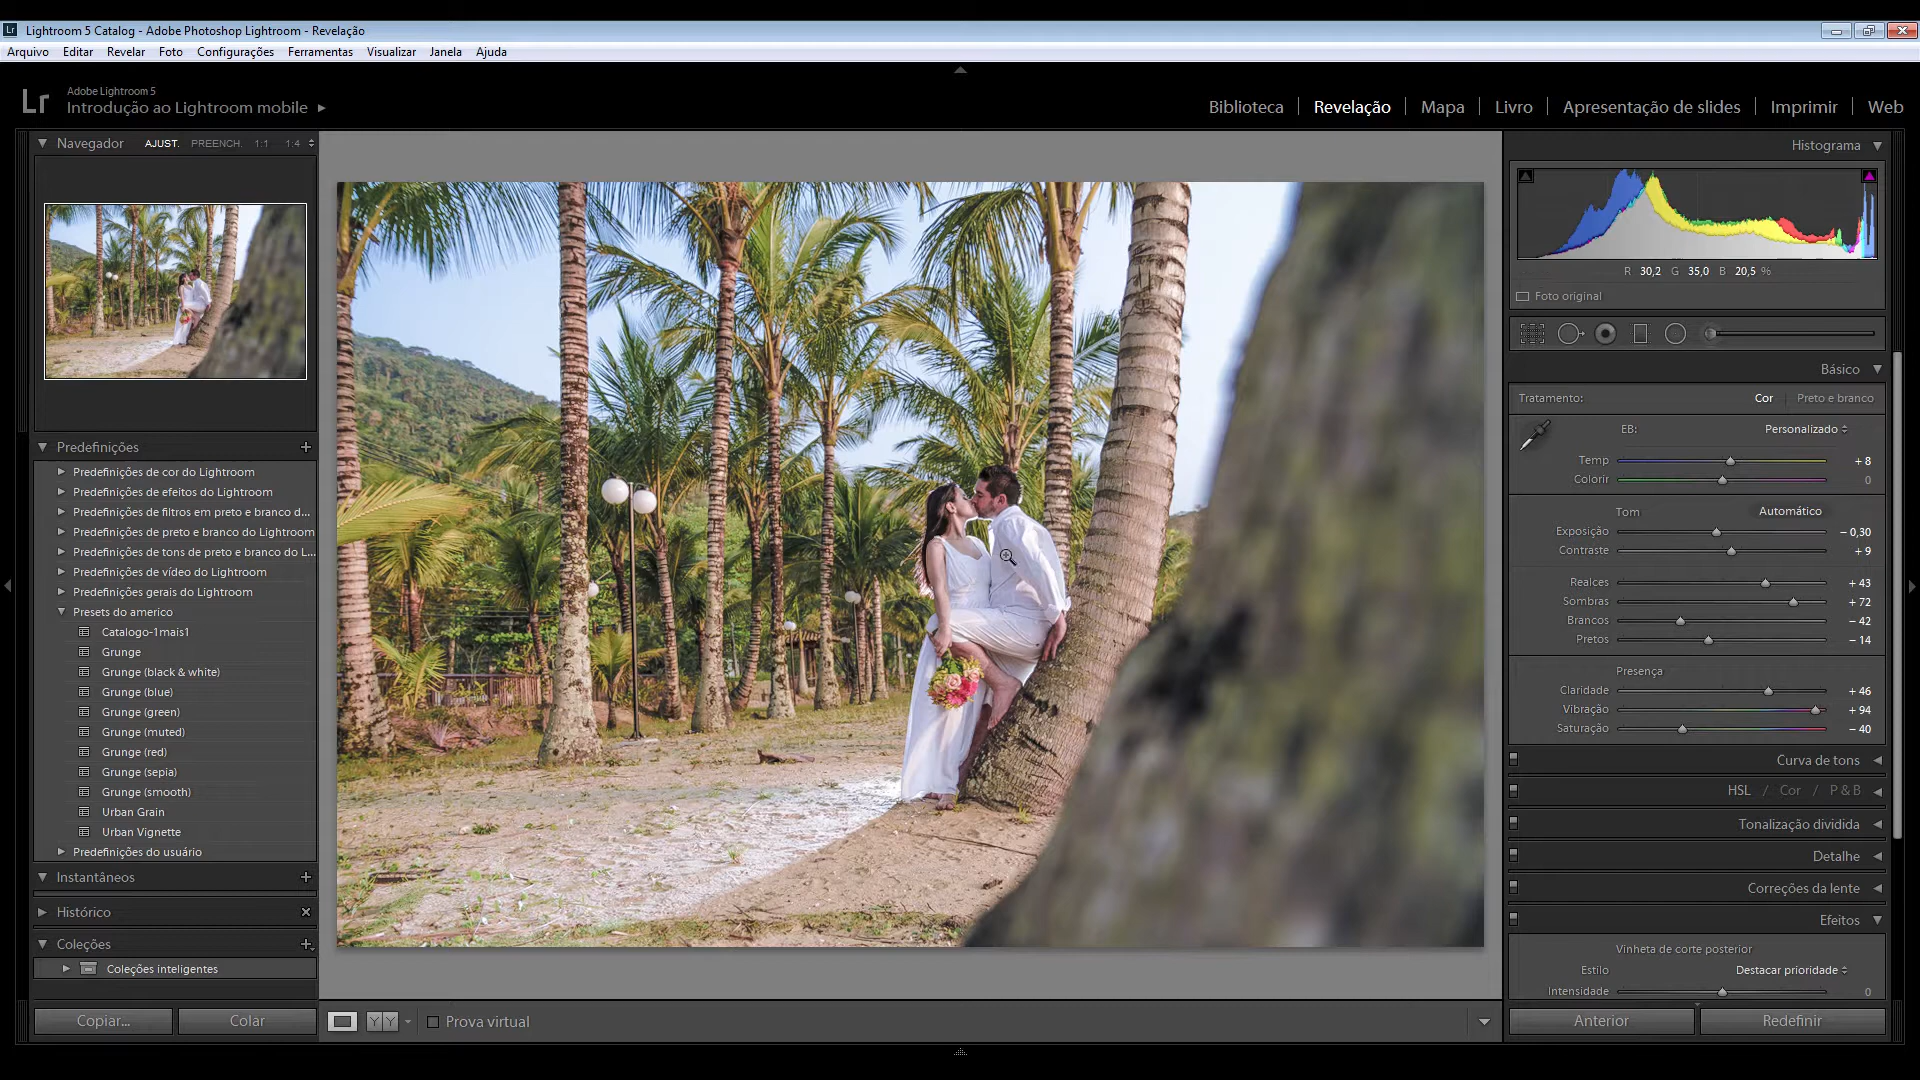 Lightroom 5 Catalog - Adobe Photoshop Lightroom - Revelação
Arquivo Editar Revelar Foto Configurações Ferramentas Visualizar Janela Ajuda
Lr
Adobe Lightroom 5
Introdução ao Lightroom mobile
Biblioteca Revelação Mapa Livro Apresentação de slides Imprimir Web
Navegador AJUST. PREENCH. 1:1 1:4
Predefinições
Predefinições de cor do Lightroom
Predefinições de efeitos do Lightroom
Predefinições de filtros em preto e branco d...
Predefinições de preto e branco do Lightroom
Predefinições de tons de preto e branco do L...
Predefinições de vídeo do Lightroom
Predefinições gerais do Lightroom
Presets do americo
Catalogo-1mais1
Grunge
Grunge (black & white)
Grunge (blue)
Grunge (green)
Grunge (muted)
Grunge (red)
Grunge (sepia)
Grunge (smooth)
Urban Grain
Urban Vignette
Predefinições do usuário
Instantâneos
Histórico
Coleções
Coleções inteligentes
Copiar... Colar
YY Prova virtual
Histograma
R 30,2 G 35,0 B 20,5 %
Foto original
Básico
Tratamento: Cor Preto e branco
EB: Personalizado
Temp + 8
Colorir 0
Tom Automático
Exposição − 0,30
Contraste + 9
Realces + 43
Sombras + 72
Brancos − 42
Pretos − 14
Presença
Claridade + 46
Vibração + 94
Saturação − 40
Curva de tons
HSL / Cor / P & B
Tonalização dividida
Detalhe
Correções da lente
Efeitos
Vinheta de corte posterior
Estilo Destacar prioridade
Intensidade 0
Anterior Redefinir